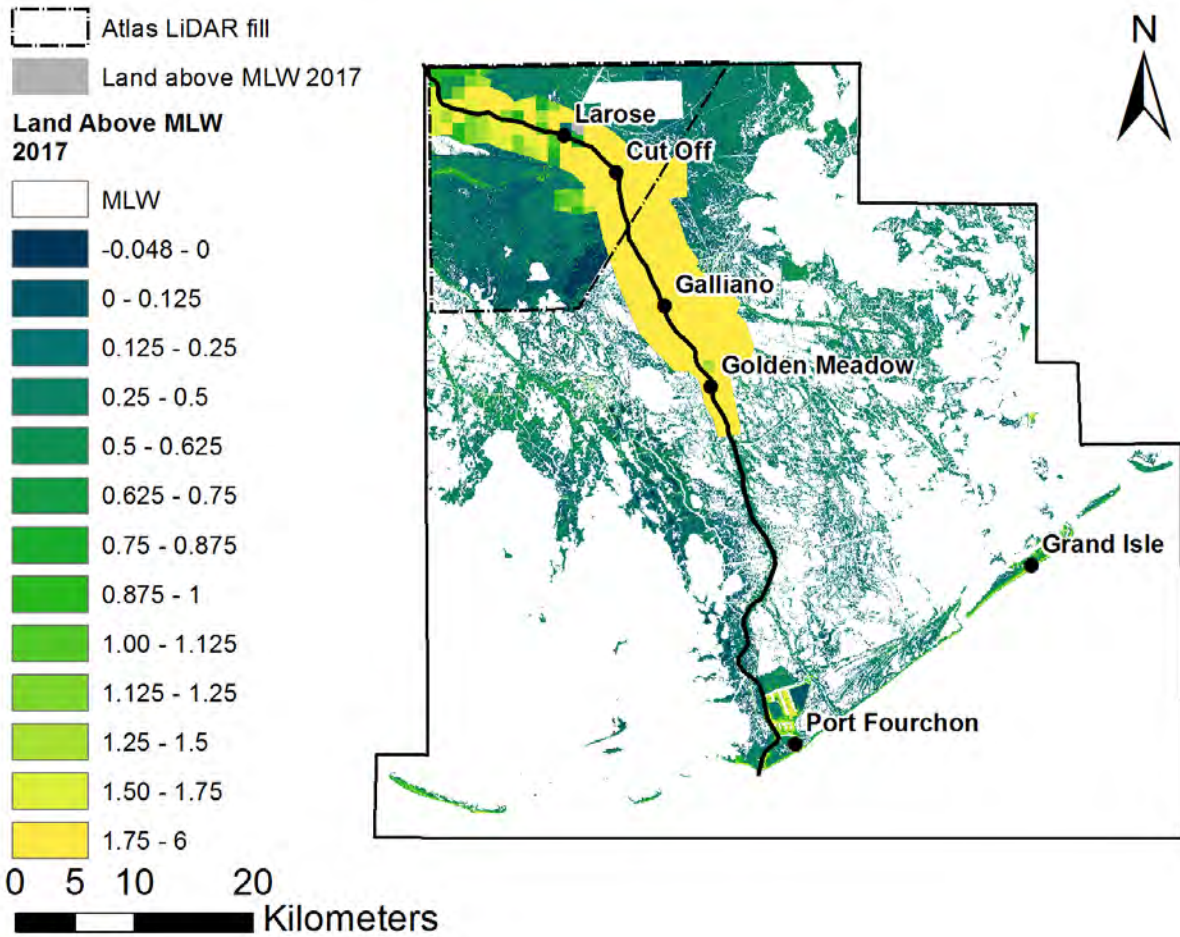 Atlas LiDAR fill
Land above MLW 2017
Land Above MLW
2017
MLW
-0.048 - 0
0 - 0.125
0.125 - 0.25
0.25 - 0.5
0.5 - 0.625
0.625 - 0.75
0.75 - 0.875
0.875 - 1
1.00 - 1.125
1.125 - 1.25
1.25 - 1.5
1.50 - 1.75
1.75 - 6
0 5 10 20
Kilometers
N
Larose
Cut Off
Galliano
Golden Meadow
Grand Isle
Port Fourchon